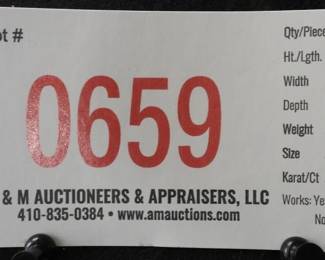 ot #
0659
& M AUCTIONEERS & APPRAISERS, LLC
410-835-0384 • www.amauctions.com
Qty/Piece
Ht./Lgth.
Width
Depth
Weight
Size
Karat/Ct
Works: Ye
No